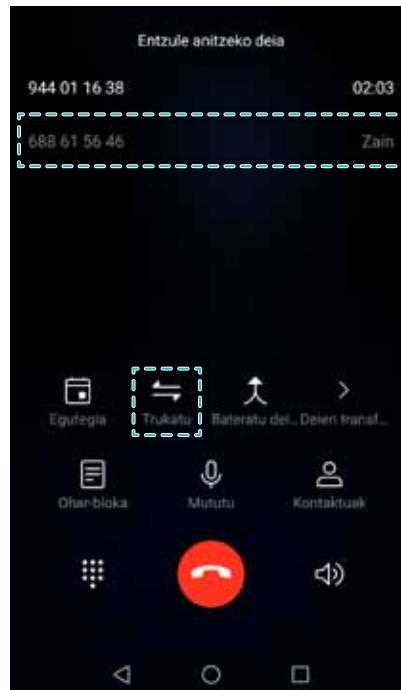 Entzule anitzeko deia
944 01 16 38 02:03
688 61 56 46 Zain
Egutegia Trukatu Bateratu dei... Deien transf...
Ohar-bloka Mututu Kontaktuak